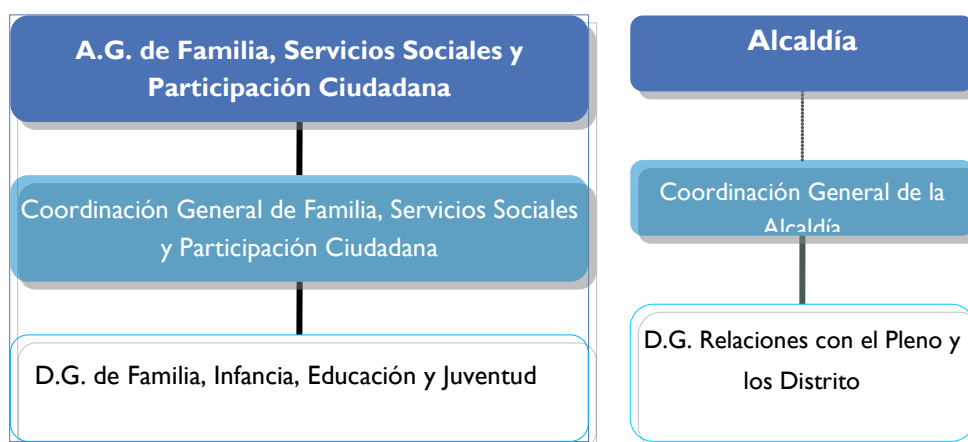 A.G. de Familia, Servicios Sociales y
Participación Ciudadana
Coordinación General de Familia, Servicios Sociales
y Participación Ciudadana
D.G. de Familia, Infancia, Educación y Juventud
Alcaldía
Coordinación General de la
Alcaldía
D.G. Relaciones con el Pleno y
los Distrito